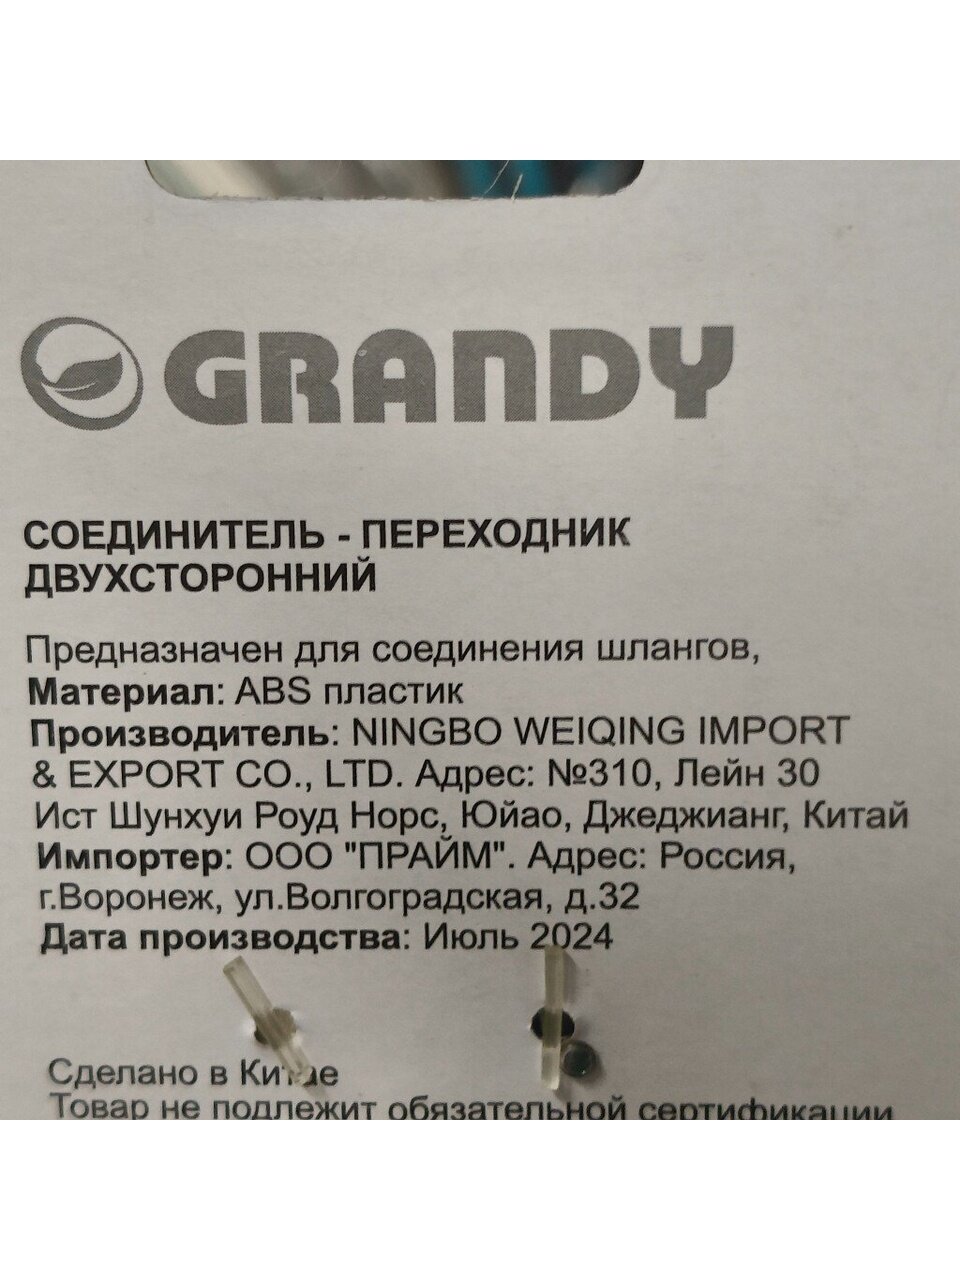 GRANDY
СОЕДИНИТЕЛЬ - ПЕРЕХОДНИК
ДВУХСТОРОННИЙ
Предназначен для соединения шлангов,
Материал: ABS пластик
Производитель: NINGBO WEIQING IMPORT
& EXPORT CO., LTD. Адрес: №310, Лейн 30
Ист Шунхуи Роуд Норс, Юйао, Джеджианг, Китай
Импортер: ООО "ПРАЙМ". Адрес: Россия,
г.Воронеж, ул.Волгоградская, д.32
Дата производства: Июль 2024
Сделано в Китае
Товар не подлежит обязательной сертификации